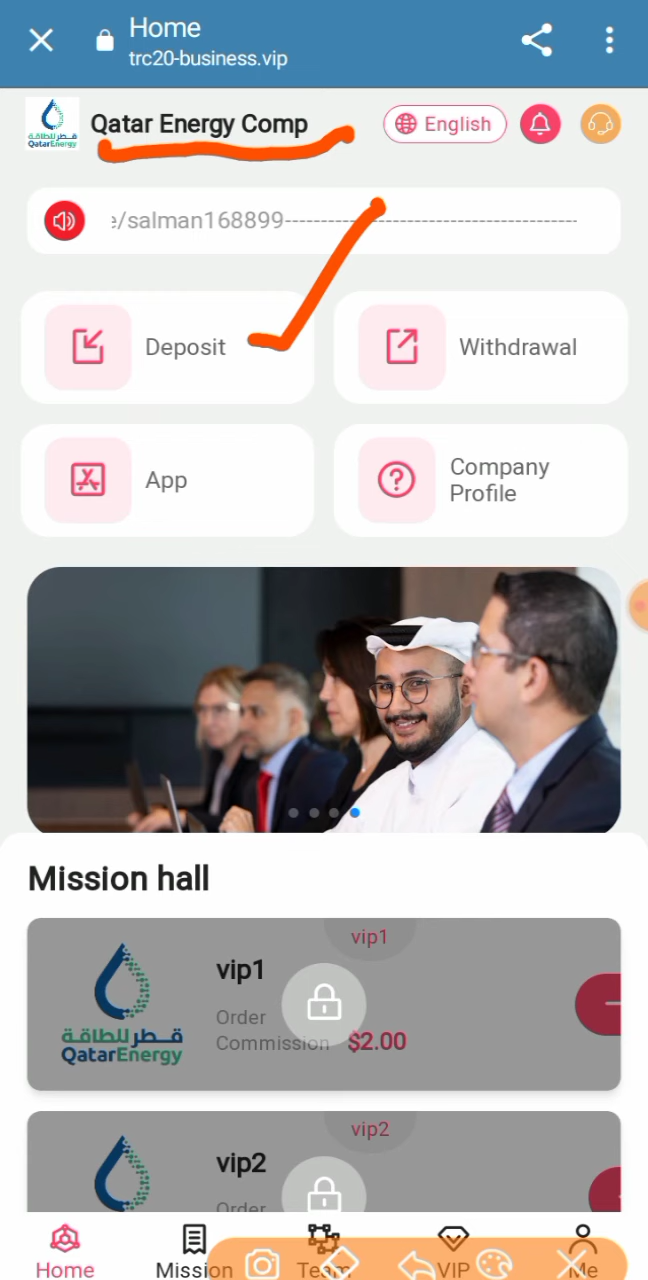 Home
trc20-business.vip
قطر للطاقة
QatarEnergy
Qatar Energy Comp
English
/salman168899--------------------------------------------
Deposit
Withdrawal
App
Company
Profile
Mission hall
vip1
قطر للطاقة
QatarEnergy
vip1
Order
Commission $2.00
vip2
vip2
Order
Home
Mission
Team
VIP
Me